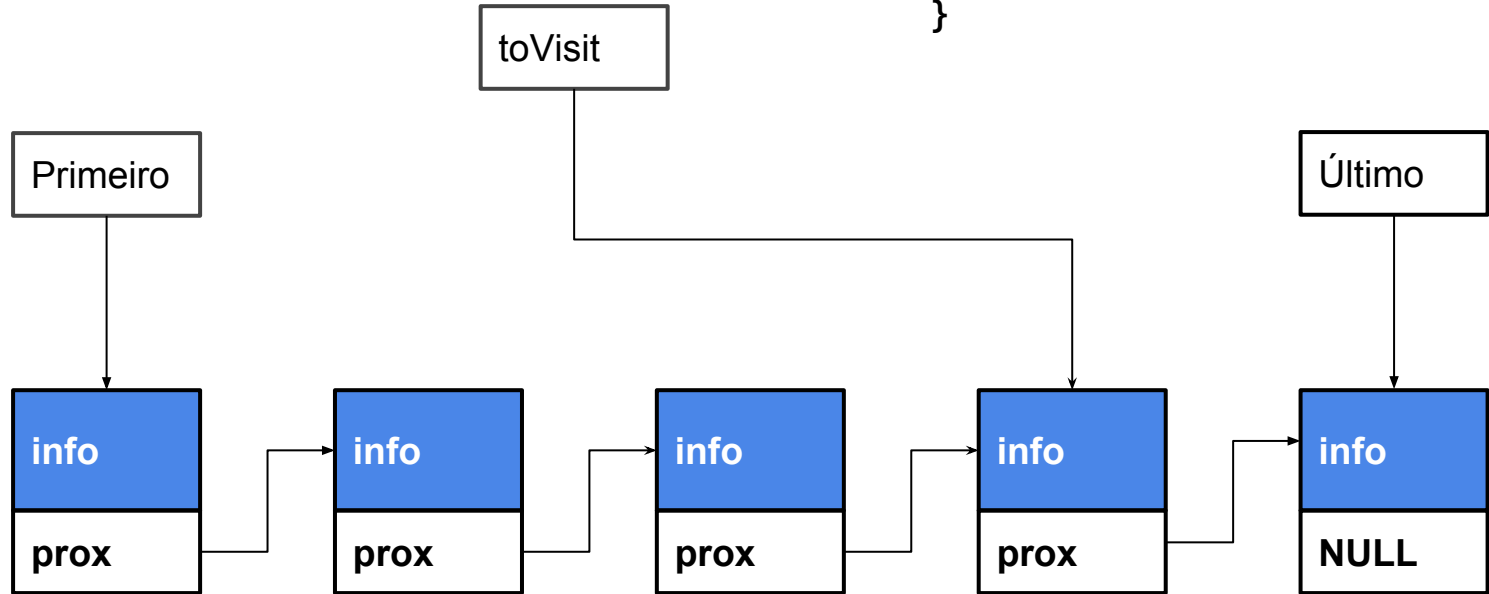 }
toVisit
Primeiro
Último
info
info
info
info
info
prox
prox
prox
prox
NULL